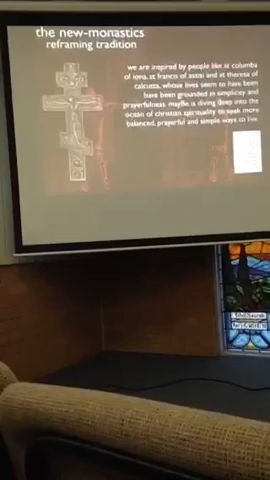 the new-monastics
reframing tradition
we are inspired by people like st columba
of iona, st francis of assisi and st theresa of
calcutta, whose lives seem to have been
have been grounded in simplicity and
prayerfulness. mayBe is diving deep into the
ocean of christian spirituality to seek more
balanced, prayerful and simple ways to live